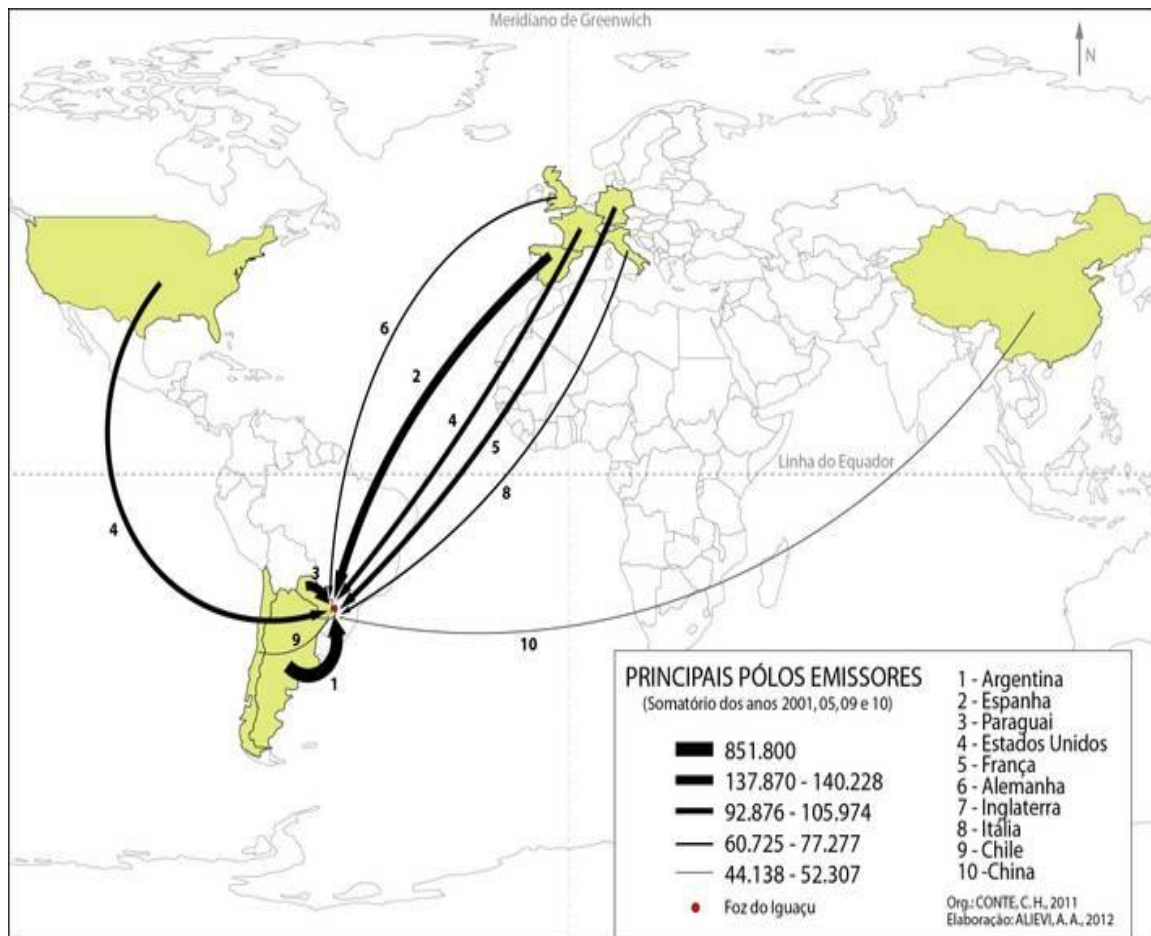 Meridiano de Greenwich
N
6
2
4
5
Linha do Equador
8
4
3
9
10
1
PRINCIPAIS PÓLOS EMISSORES
(Somatório dos anos 2001, 05, 09 e 10)
851.800
137.870 - 140.228
92.876 - 105.974
60.725 - 77.277
44.138 - 52.307
Foz do Iguaçu
1 - Argentina
2 - Espanha
3 - Paraguai
4 - Estados Unidos
5 - França
6 - Alemanha
7 - Inglaterra
8 - Itália
9 - Chile
10 - China
Org.: CONTE, C. H., 2011
Elaboração: ALIEVI, A. A., 2012